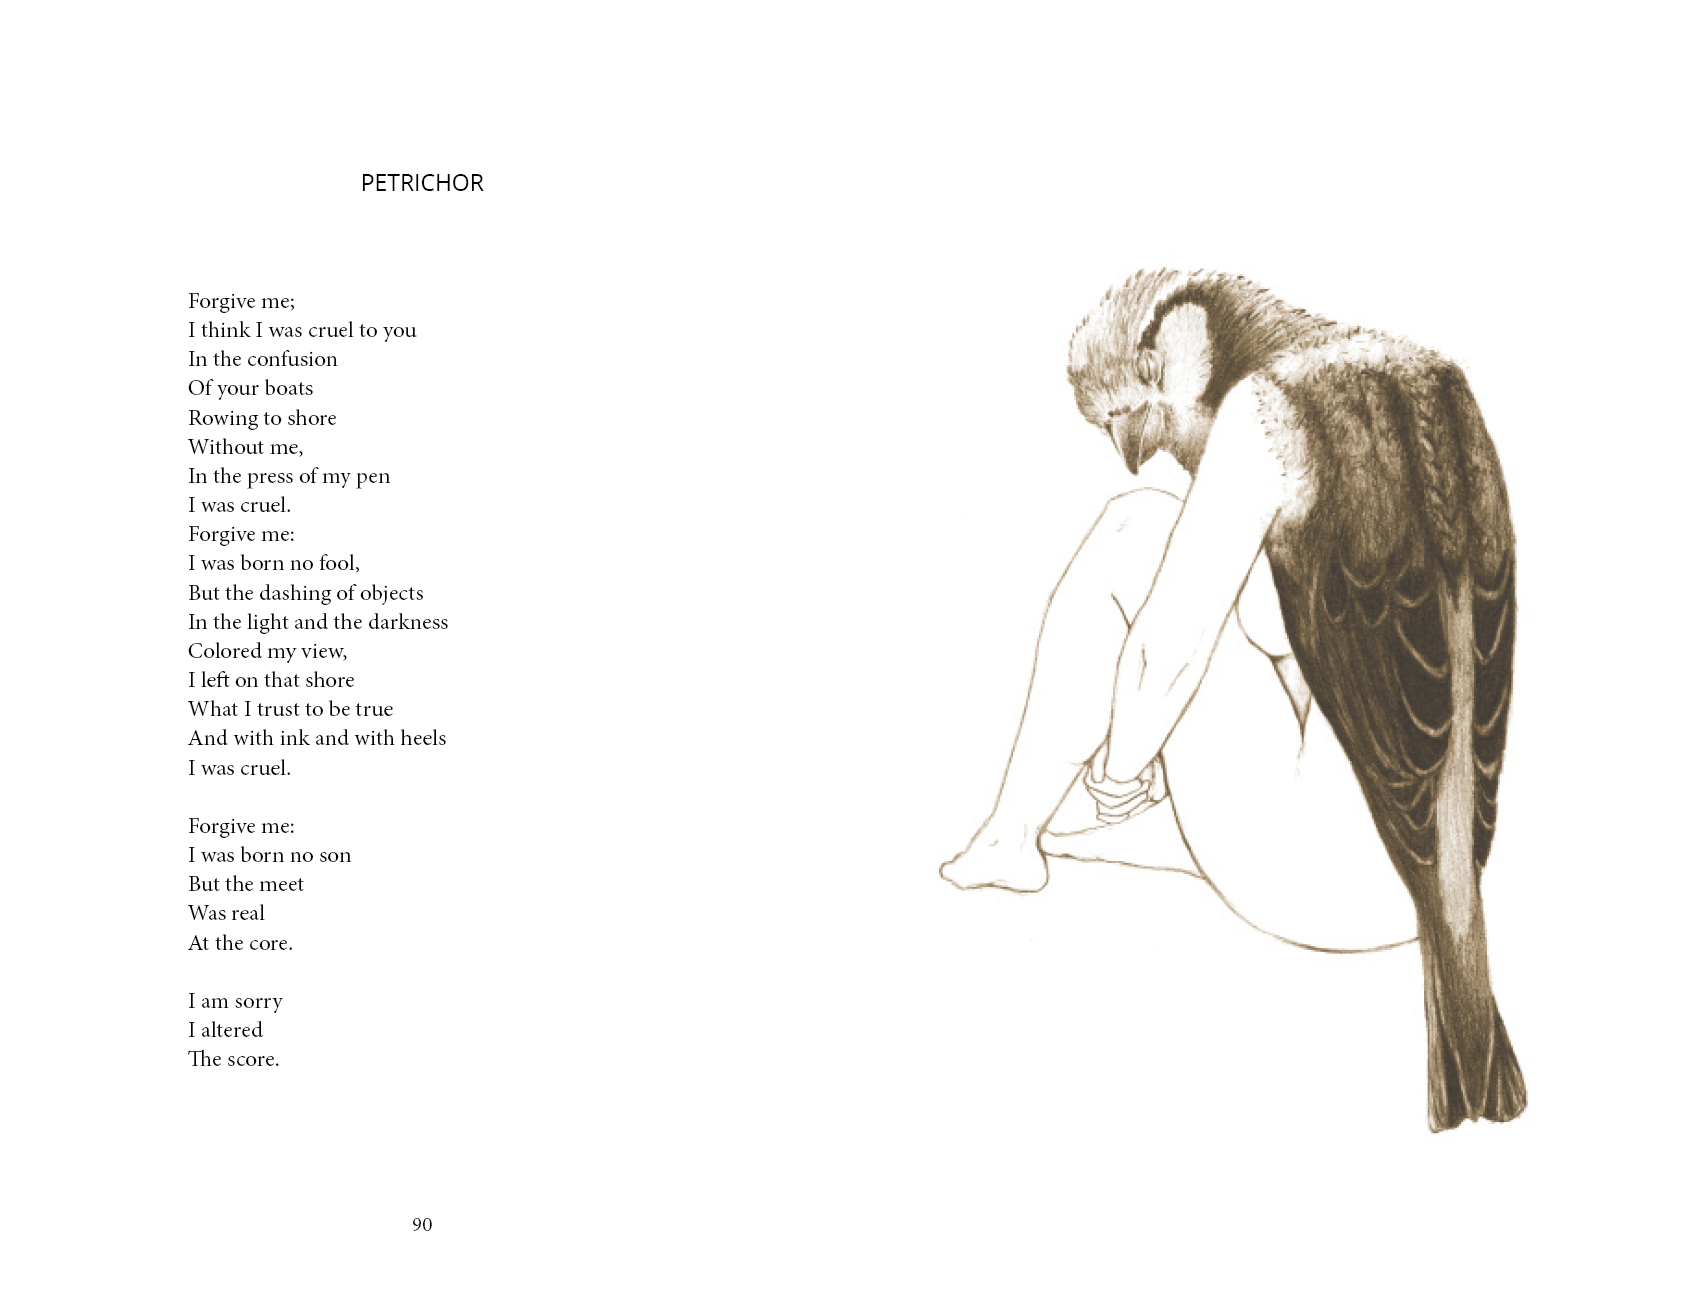 PETRICHOR
Forgive me;
I think I was cruel to you
In the confusion
Of your boats
Rowing to shore
Without me,
In the press of my pen
I was cruel.
Forgive me:
I was born no fool,
But the dashing of objects
In the light and the darkness
Colored my view,
I left on that shore
What I trust to be true
And with ink and with heels
I was cruel.
Forgive me:
I was born no son
But the meet
Was real
At the core.
I am sorry
I altered
The score.
90